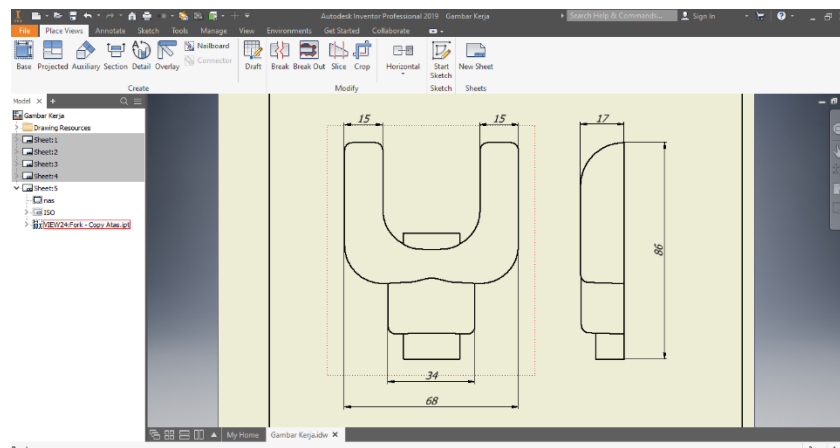 Autodesk Inventor Professional 2019 Gambar Kerja
Search Help & Commands...
Sign In
File Place Views Annotate Sketch Tools Manage View Environments Get Started Collaborate
Base Projected Auxiliary Section Detail Overlay
Nailboard
Connector
Draft Break Break Out Slice Crop Horizontal Start Sketch New Sheet
Create Modify Sketch Sheets
Model
Gambar Kerja
Drawing Resources
Sheet:1
Sheet:2
Sheet:3
Sheet:4
Sheet:5
nas
ISO
VIEW24:Fork - Copy Atas.ipt
15
15
17
86
34
68
My Home Gambar Kerja.idw